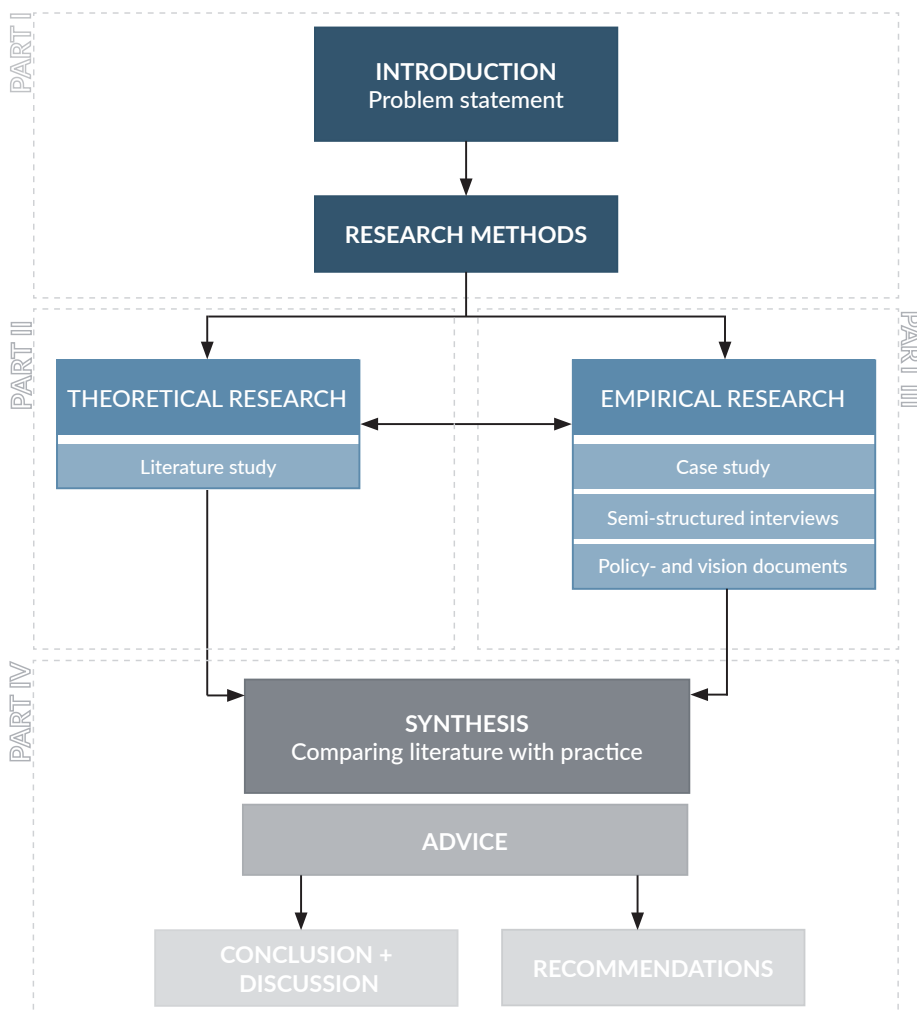 PART I
INTRODUCTION
Problem statement
RESEARCH METHODS
PART II
PART III
THEORETICAL RESEARCH
Literature study
EMPIRICAL RESEARCH
Case study
Semi-structured interviews
Policy- and vision documents
PART IV
SYNTHESIS
Comparing literature with practice
ADVICE
CONCLUSION +
DISCUSSION
RECOMMENDATIONS